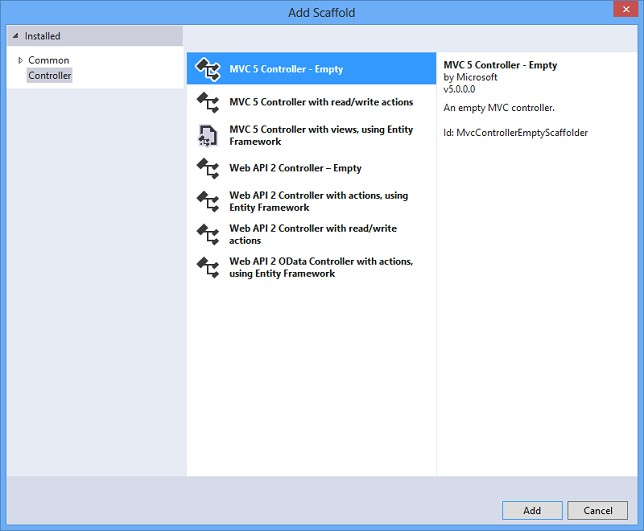 Add Scaffold
Installed
Common
Controller
MVC 5 Controller - Empty
MVC 5 Controller with read/write actions
MVC 5 Controller with views, using Entity
Framework
Web API 2 Controller – Empty
Web API 2 Controller with actions, using
Entity Framework
Web API 2 Controller with read/write
actions
Web API 2 OData Controller with actions,
using Entity Framework
MVC 5 Controller - Empty
by Microsoft
v5.0.0.0
An empty MVC controller.
Id: MvcControllerEmptyScaffolder
Add
Cancel